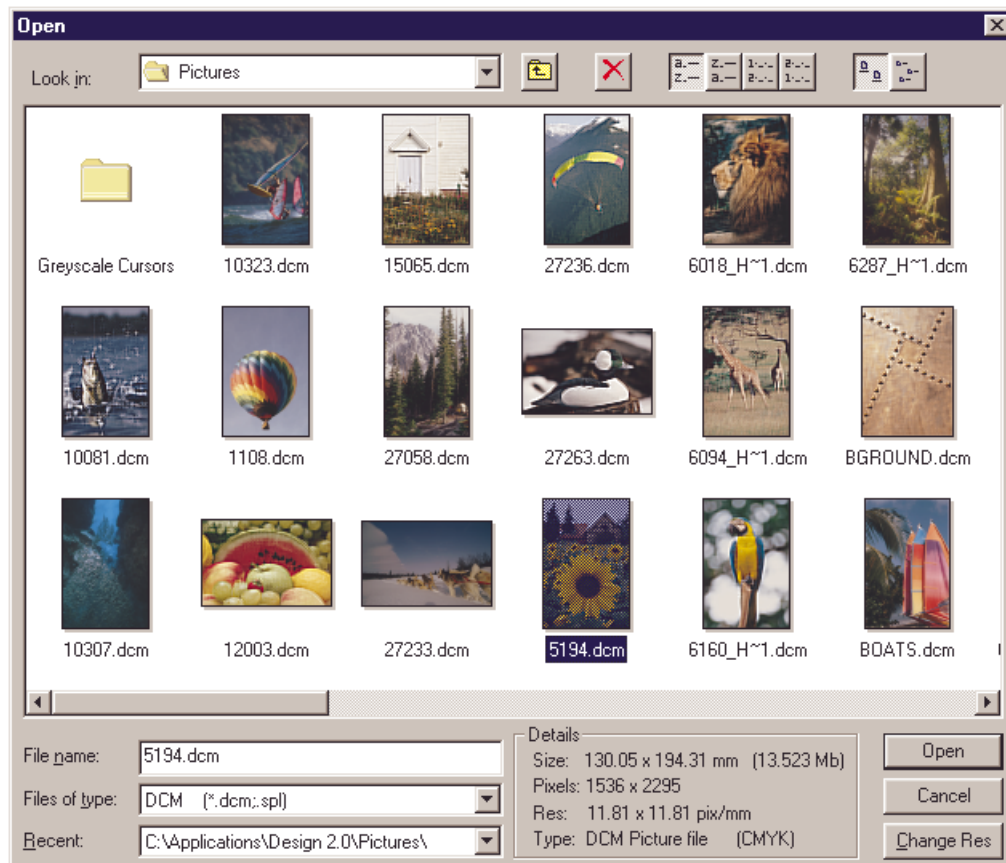 Open
Look in:
Pictures
Greyscale Cursors
10323.dcm
15065.dcm
27236.dcm
6018_H~1.dcm
6287_H~1.dcm
10081.dcm
1108.dcm
27058.dcm
27263.dcm
6094_H~1.dcm
BGROUND.dcm
10307.dcm
12003.dcm
27233.dcm
5194.dcm
6160_H~1.dcm
BOATS.dcm
File name:
5194.dcm
Files of type:
DCM (*.dcm;.spl)
Recent:
C:\Applications\Design 2.0\Pictures\
Details
Size: 130.05 x 194.31 mm (13.523 Mb)
Pixels: 1536 x 2295
Res: 11.81 x 11.81 pix/mm
Type: DCM Picture file (CMYK)
Open
Cancel
Change Res